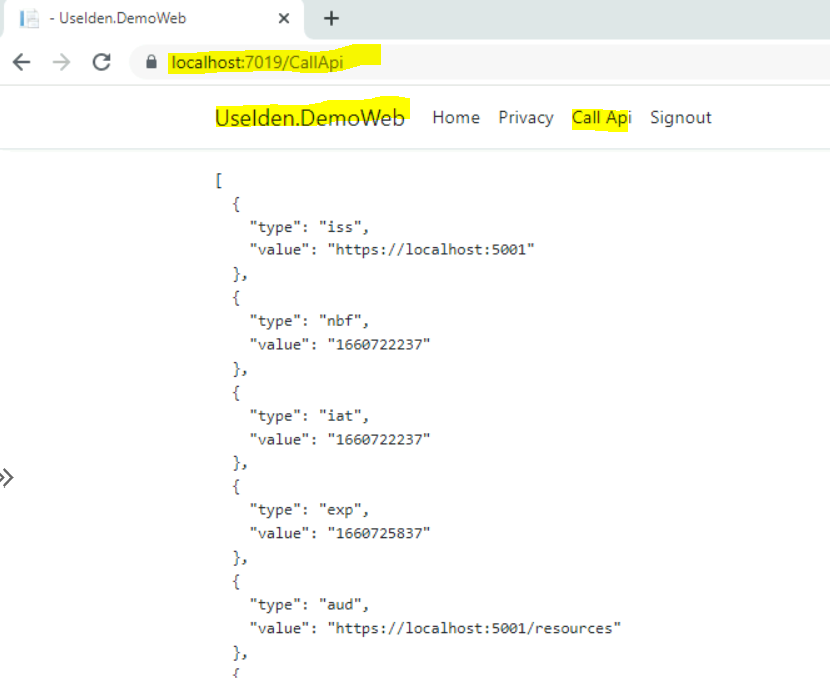 - UseIden.DemoWeb
localhost:7019/CallApi
UseIden.DemoWeb Home Privacy Call Api Signout
[
{
"type": "iss",
"value": "https://localhost:5001"
},
{
"type": "nbf",
"value": "1660722237"
},
{
"type": "iat",
"value": "1660722237"
},
{
"type": "exp",
"value": "1660725837"
},
{
"type": "aud",
"value": "https://localhost:5001/resources"
},
{